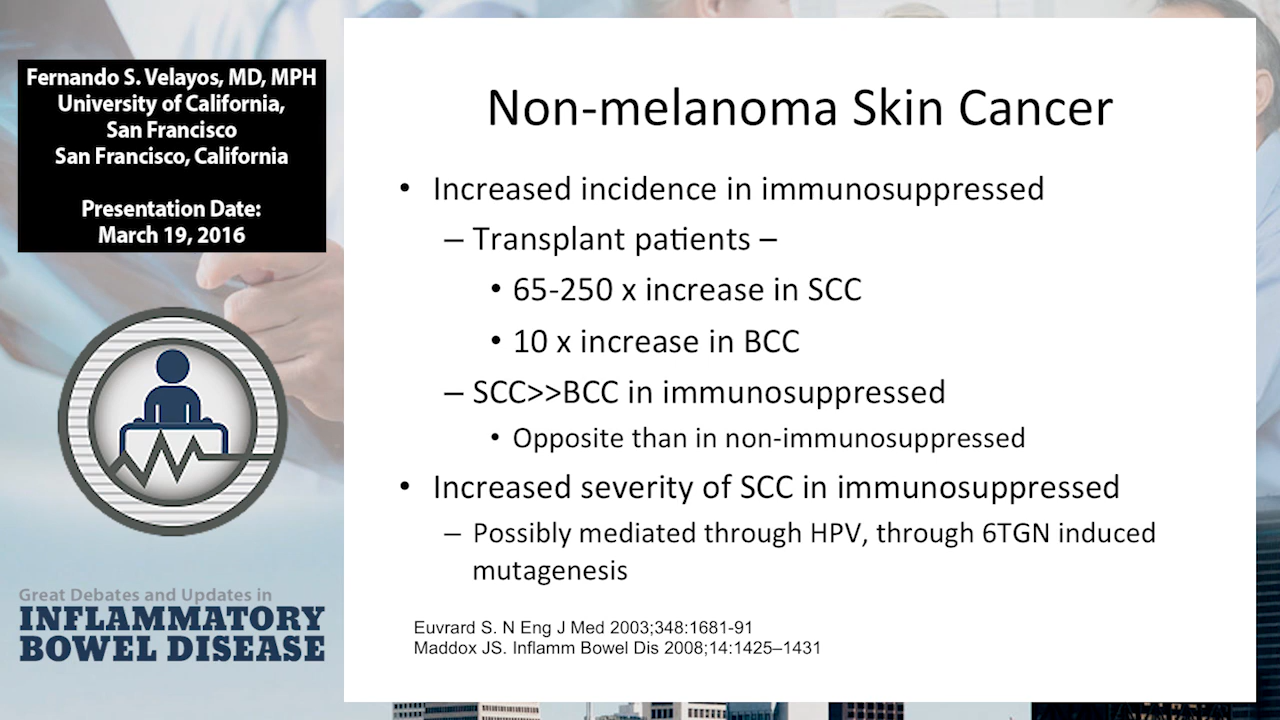 Fernando S. Velayos, MD, MPH
University of California,
San Francisco
San Francisco, California
Presentation Date:
March 19, 2016
Great Debates and Updates in
INFLAMMATORY
BOWEL DISEASE
Non-melanoma Skin Cancer
• Increased incidence in immunosuppressed
– Transplant patients –
• 65-250 x increase in SCC
• 10 x increase in BCC
– SCC>>BCC in immunosuppressed
• Opposite than in non-immunosuppressed
• Increased severity of SCC in immunosuppressed
– Possibly mediated through HPV, through 6TGN induced
mutagenesis
Euvrard S. N Eng J Med 2003;348:1681-91
Maddox JS. Inflamm Bowel Dis 2008;14:1425–1431